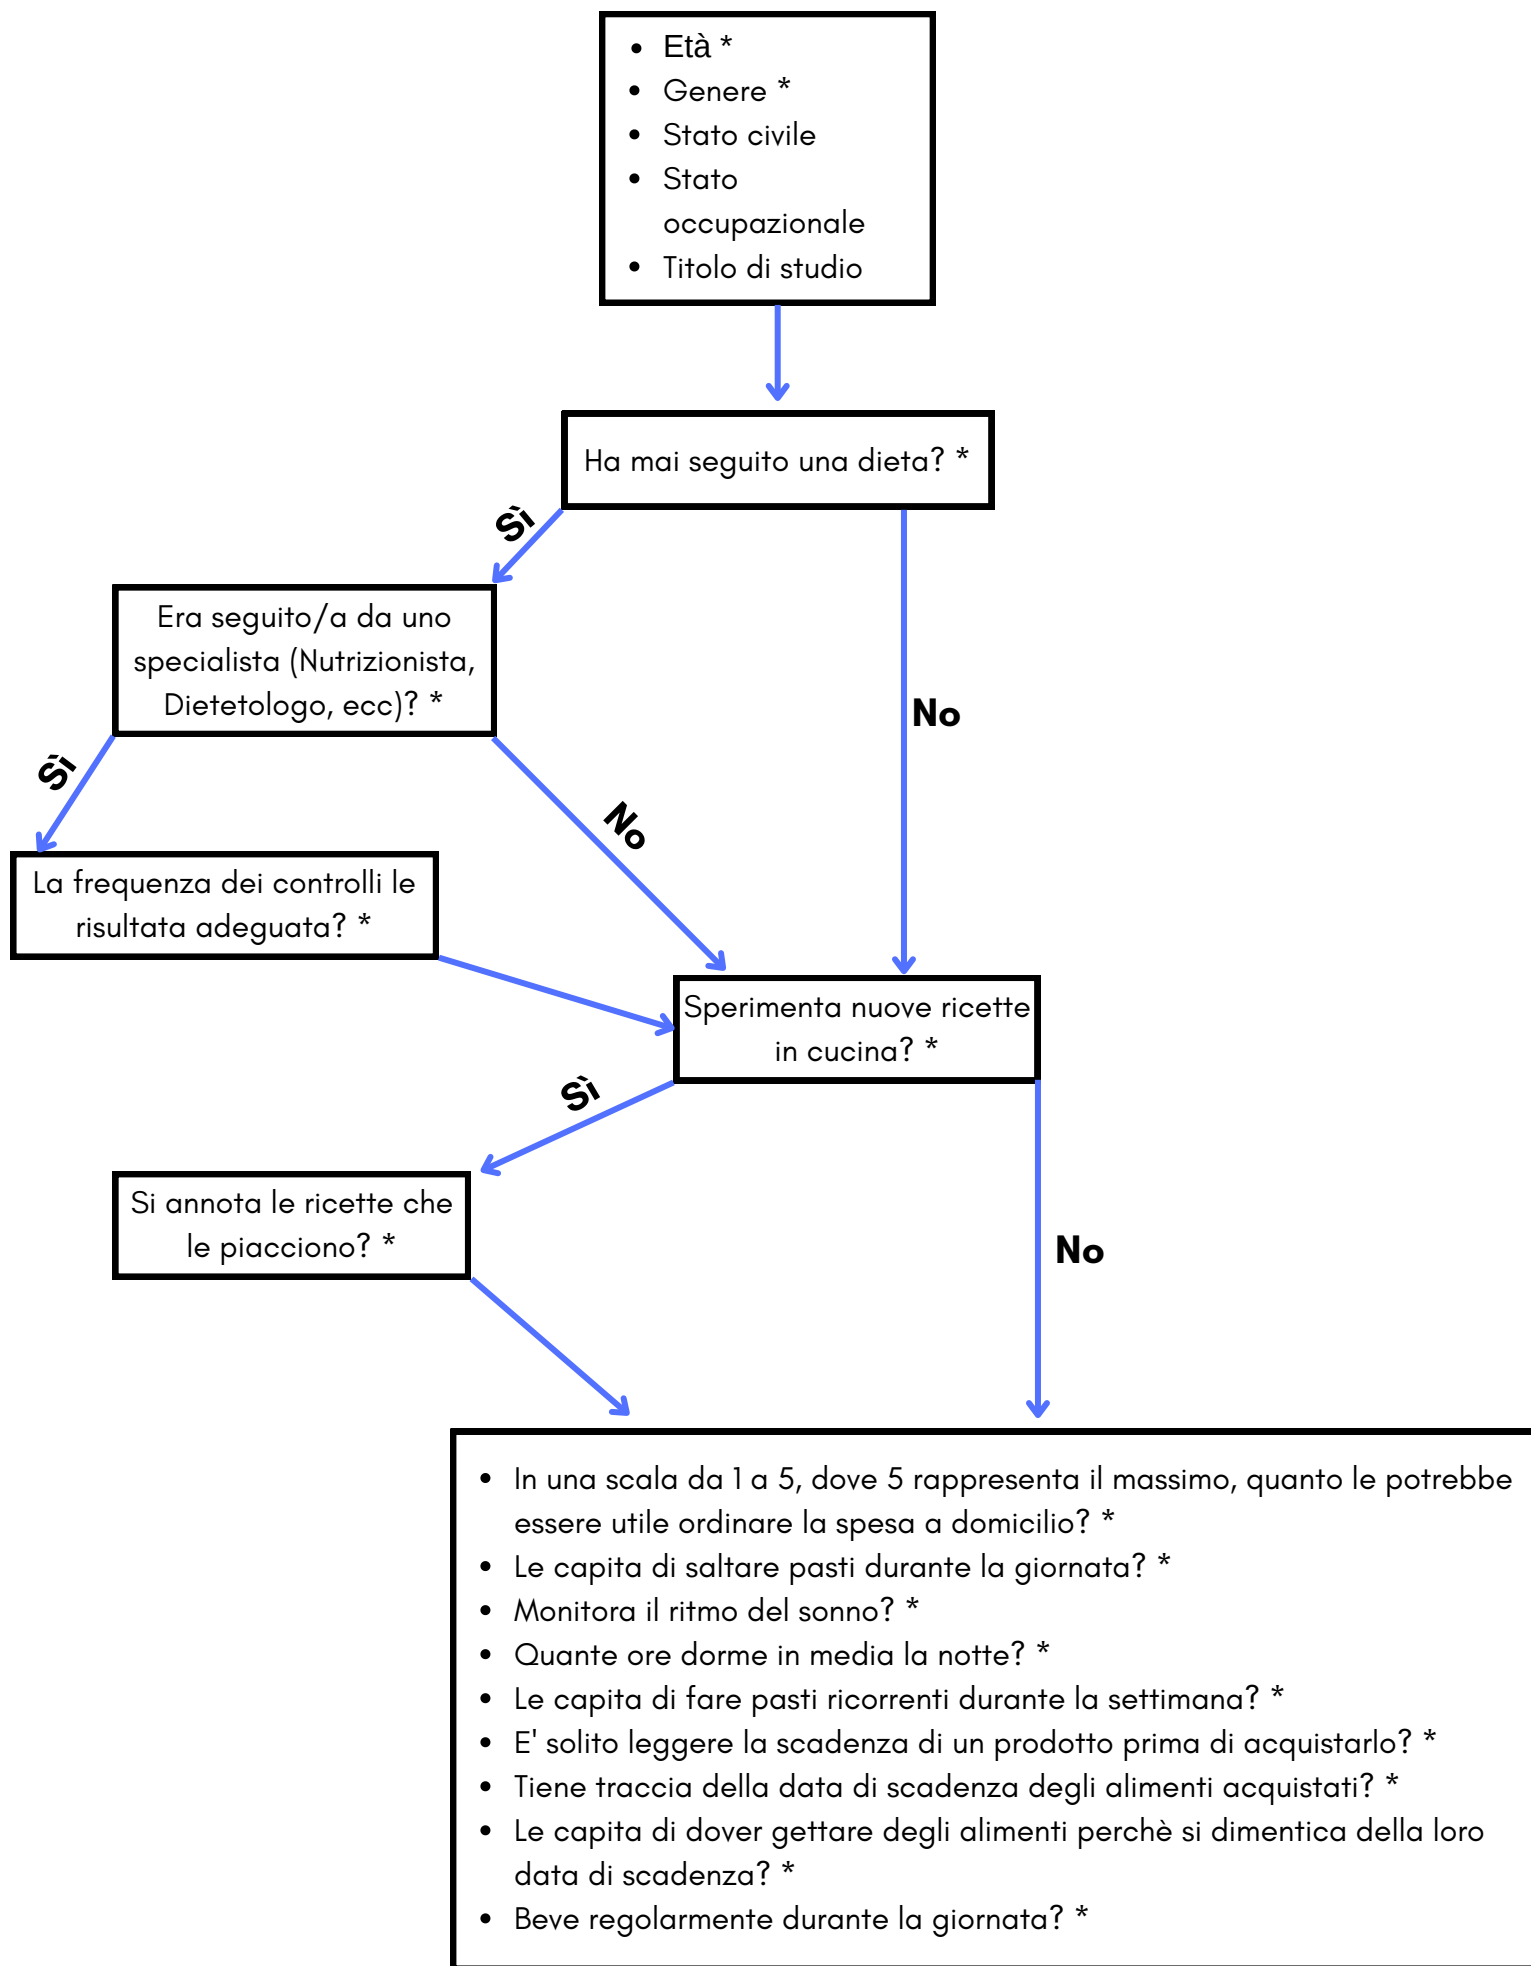 • Età *
• Genere *
• Stato civile
• Stato
occupazionale
• Titolo di studio
Ha mai seguito una dieta? *
Sì
Era seguito/a da uno
specialista (Nutrizionista,
Dietetologo, ecc)? *
No
Sì
No
La frequenza dei controlli le
risultata adeguata? *
Sperimenta nuove ricette
in cucina? *
Sì
Si annota le ricette che
le piacciono? *
No
• In una scala da 1 a 5, dove 5 rappresenta il massimo, quanto le potrebbe
essere utile ordinare la spesa a domicilio? *
• Le capita di saltare pasti durante la giornata? *
• Monitora il ritmo del sonno? *
• Quante ore dorme in media la notte? *
• Le capita di fare pasti ricorrenti durante la settimana? *
• E' solito leggere la scadenza di un prodotto prima di acquistarlo? *
• Tiene traccia della data di scadenza degli alimenti acquistati? *
• Le capita di dover gettare degli alimenti perchè si dimentica della loro
data di scadenza? *
• Beve regolarmente durante la giornata? *